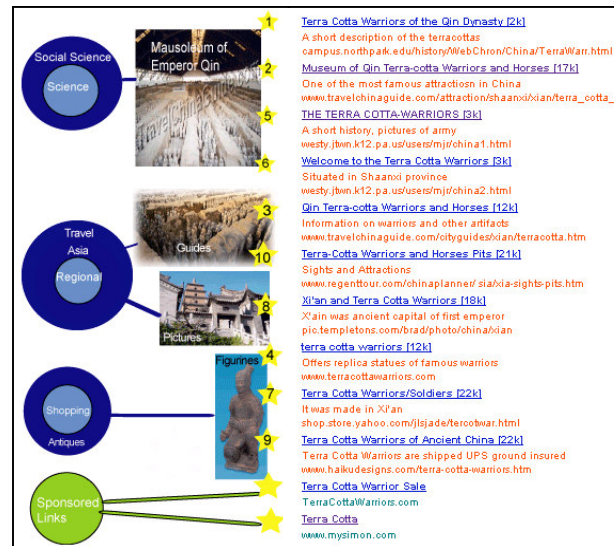 Social Science
Science
Mausoleum of
Emperor Qin
Travel
Asia
Regional
Guides
Pictures
Shopping
Antiques
Figurines
Sponsored
Links
1
Terra Cotta Warriors of the Qin Dynasty [2k]
A short description of the terracottas
campus.northpark.edu/history/WebChron/China/TerraWarr.html
2
Museum of Qin Terra-cotta Warriors and Horses [17k]
One of the most famous attractiosn in China
www.travelchinaguide.com/attraction/shaanxi/xian/terra_cotta_
5
THE TERRA COTTA-WARRIORS [3k]
A short history, pictures of army
westy.jtwn.k12.pa.us/users/mjr/china1.html
6
Welcome to the Terra Cotta Warriors [3k]
Situated in Shaanxi province
westy.jtwn.k12.pa.us/users/mjr/china2.html
3
Qin Terra-cotta Warriors and Horses [12k]
Information on warriors and other artifacts
www.travelchinaguide.com/cityguides/xian/terracotta.htm
10
Terra-Cotta Warriors and Horses Pits [21k]
Sights and Attractions
www.regenttour.com/chinaplanner/ sia/xia-sights-pits.htm
8
Xi'an and Terra Cotta Warriors [18k]
X'ain was ancient capital of first emperor
pic.templetons.com/brad/photo/china/xian
4
terra cotta warriors [12k]
Offers replica statues of famous warriors
www.terracottawarriors.com
7
Terra Cotta Warriors/Soldiers [22k]
It was made in Xi'an
shop.store.yahoo.com/jlsjade/tercotwar.html
9
Terra Cotta Warriors of Ancient China [22k]
Terra Cotta Warriors are shipped UPS ground insured
www.haikudesigns.com/terra-cotta-warriors.htm
Terra Cotta Warrior Sale
TerraCottaWarriors.com
Terra Cotta
www.mysimon.com